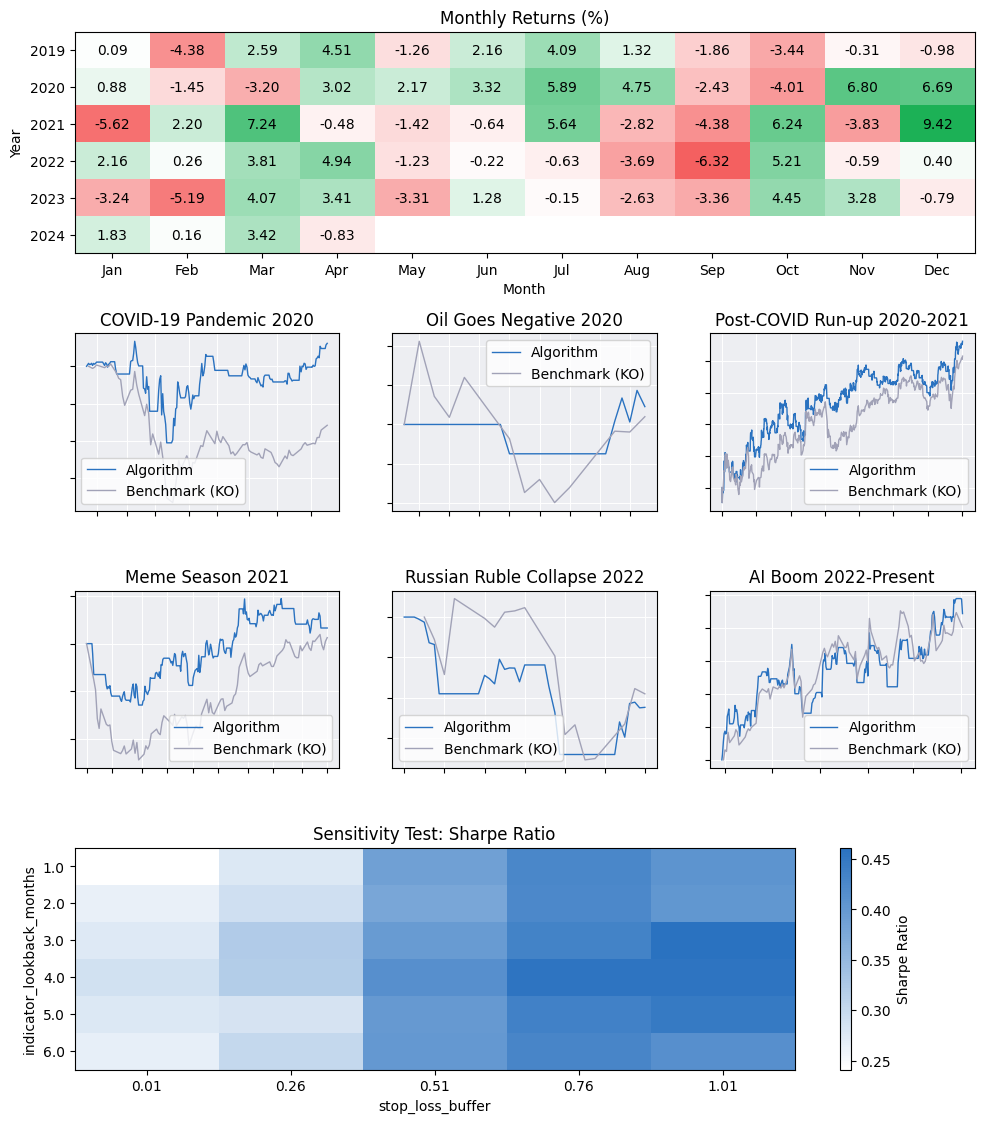 Monthly Returns (%)
Year
2019 0.09 -4.38 2.59 4.51 -1.26 2.16 4.09 1.32 -1.86 -3.44 -0.31 -0.98
2020 0.88 -1.45 -3.20 3.02 2.17 3.32 5.89 4.75 -2.43 -4.01 6.80 6.69
2021 -5.62 2.20 7.24 -0.48 -1.42 -0.64 5.64 -2.82 -4.38 6.24 -3.83 9.42
2022 2.16 0.26 3.81 4.94 -1.23 -0.22 -0.63 -3.69 -6.32 5.21 -0.59 0.40
2023 -3.24 -5.19 4.07 3.41 -3.31 1.28 -0.15 -2.63 -3.36 4.45 3.28 -0.79
2024 1.83 0.16 3.42 -0.83
Jan Feb Mar Apr May Jun Jul Aug Sep Oct Nov Dec
Month
COVID-19 Pandemic 2020
Algorithm
Benchmark (KO)
Oil Goes Negative 2020
Algorithm
Benchmark (KO)
Post-COVID Run-up 2020-2021
Algorithm
Benchmark (KO)
Meme Season 2021
Algorithm
Benchmark (KO)
Russian Ruble Collapse 2022
Algorithm
Benchmark (KO)
AI Boom 2022-Present
Algorithm
Benchmark (KO)
Sensitivity Test: Sharpe Ratio
indicator_lookback_months
1.0
2.0
3.0
4.0
5.0
6.0
0.01 0.26 0.51 0.76 1.01
stop_loss_buffer
0.45
0.40
0.35
0.30
0.25
Sharpe Ratio